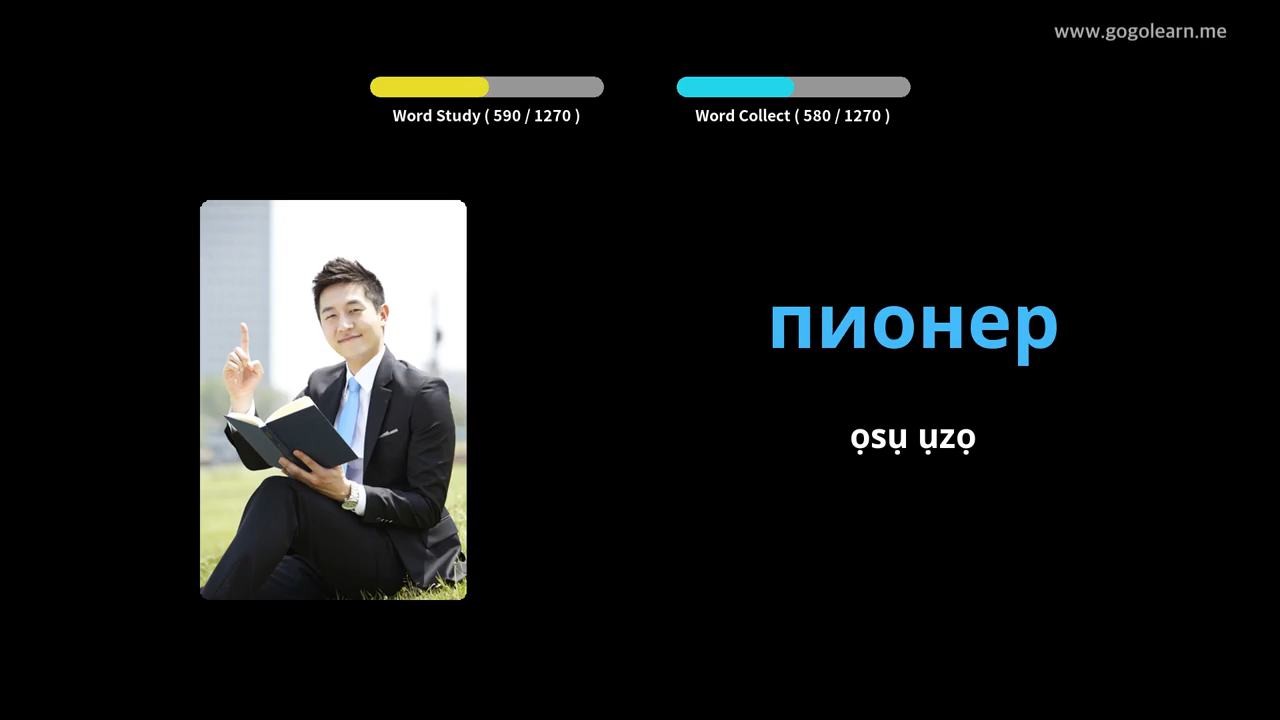 www.gogolearn.me
Word Study ( 590 / 1270 )
Word Collect ( 580 / 1270 )
пионер
ọsụ ụzọ